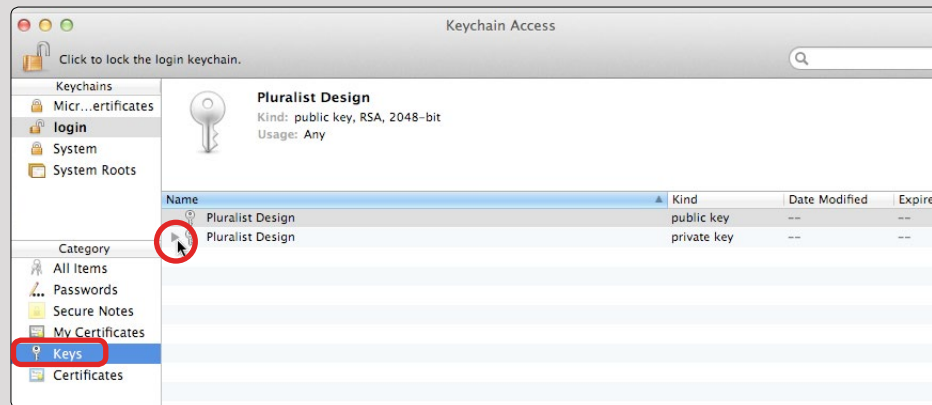 Keychain Access
Click to lock the login keychain.
Keychains
Micr...ertificates
login
System
System Roots
Pluralist Design
Kind: public key, RSA, 2048-bit
Usage: Any
Name Kind Date Modified Expire
Pluralist Design public key -- --
Pluralist Design private key -- --
Category
All Items
Passwords
Secure Notes
My Certificates
Keys
Certificates